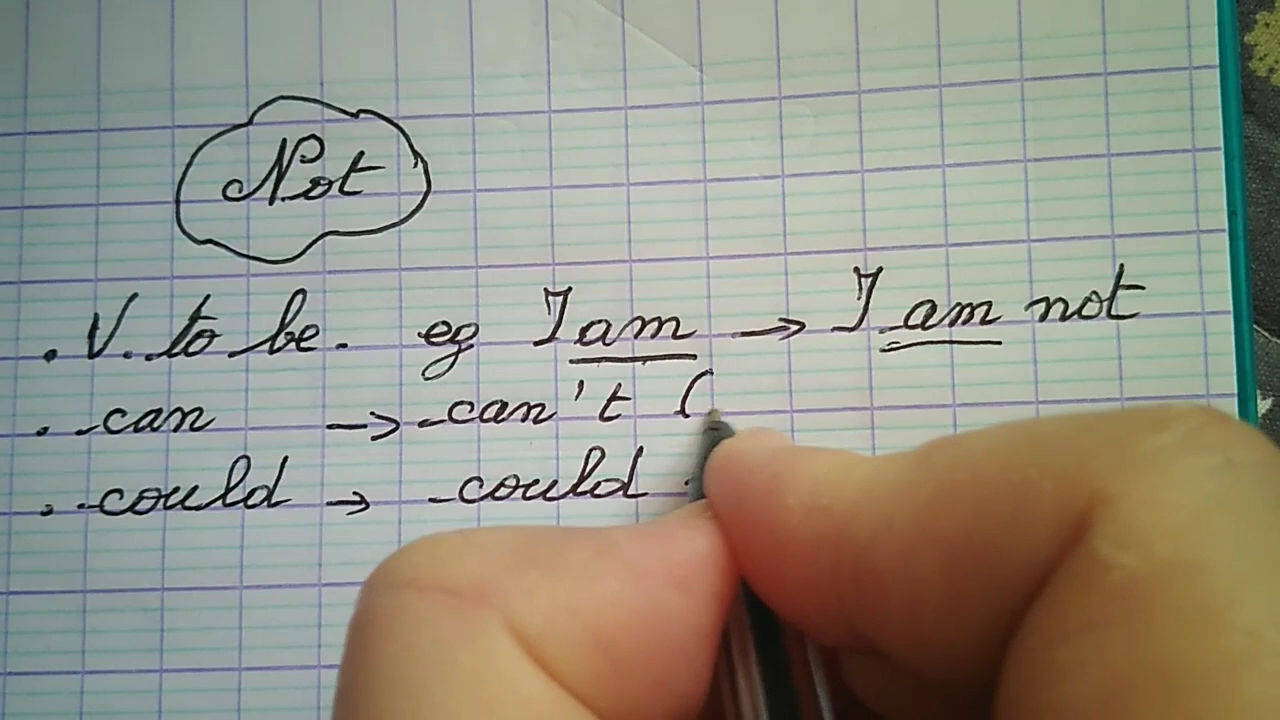 Not
. V. to be. eg I am → I am not
. can → can't (
. could → could